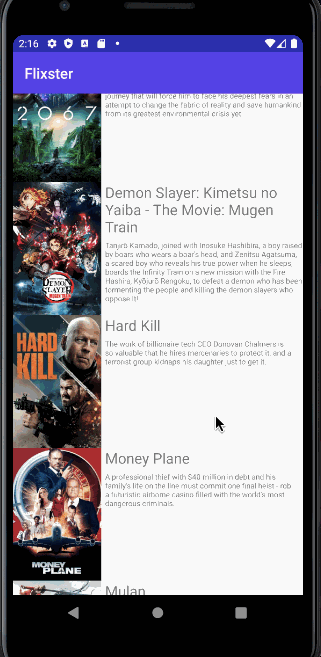 2:16
Flixster
2067
journey that will force him to face his deepest fears in an
attempt to change the fabric of reality and save humankind
from its greatest environmental crisis yet.
Demon Slayer: Kimetsu no
Yaiba - The Movie: Mugen
Train
Tanjirō Kamado, joined with Inosuke Hashibira, a boy raised
by boars who wears a boar's head, and Zenitsu Agatsuma,
a scared boy who reveals his true power when he sleeps,
boards the Infinity Train on a new mission with the Fire
Hashira, Kyōjurō Rengoku, to defeat a demon who has been
tormenting the people and killing the demon slayers who
oppose it!
DEMON
SLAYER
HARD
KILL
Hard Kill
The work of billionaire tech CEO Donovan Chalmers is
so valuable that he hires mercenaries to protect it, and a
terrorist group kidnaps his daughter just to get it.
Money Plane
A professional thief with $40 million in debt and his
family's life on the line must commit one final heist - rob
a futuristic airborne casino filled with the world's most
dangerous criminals.
MONEY
PLANE
Mulan